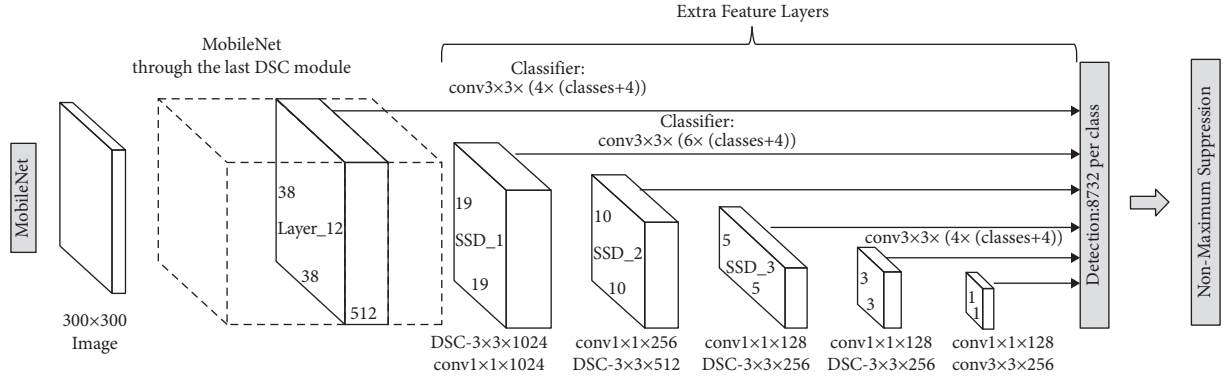 Extra Feature Layers
MobileNet
through the last DSC module
Classifier:
conv3×3× (4× (classes+4))
Classifier:
conv3×3× (6× (classes+4))
MobileNet
300×300
Image
38
Layer_12
38
512
19
SSD_1
19
10
SSD_2
10
5
SSD_3
5
conv3×3× (4× (classes+4))
3
3
1
1
DSC-3×3×1024
conv1×1×1024
conv1×1×256
DSC-3×3×512
conv1×1×128
DSC-3×3×256
conv1×1×128
DSC-3×3×256
conv1×1×128
conv3×3×256
Detection:8732 per class
Non-Maximum Suppression